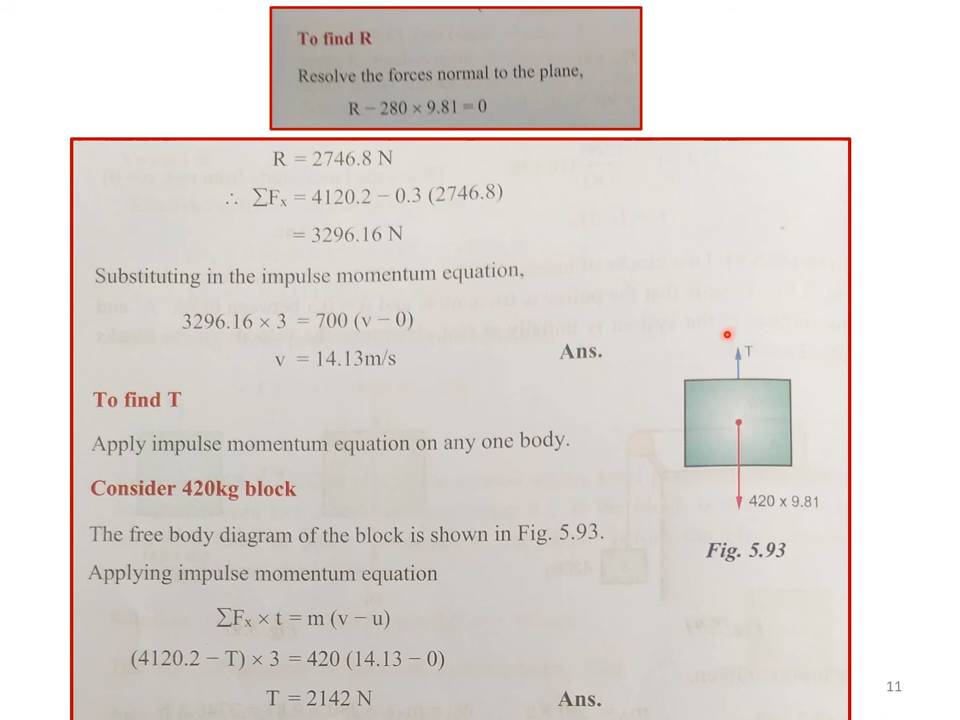 To find R
Resolve the forces normal to the plane,
R − 280 × 9.81 = 0
R = 2746.8 N
∴ ΣFₓ = 4120.2 − 0.3 (2746.8)
= 3296.16 N
Substituting in the impulse momentum equation,
3296.16 × 3 = 700 (v − 0)
v = 14.13m/s Ans.
To find T
Apply impulse momentum equation on any one body.
Consider 420kg block
The free body diagram of the block is shown in Fig. 5.93.
Applying impulse momentum equation
ΣFₓ × t = m (v − u)
(4120.2 − T) × 3 = 420 (14.13 − 0)
T = 2142 N Ans.
T
420 x 9.81
Fig. 5.93
11